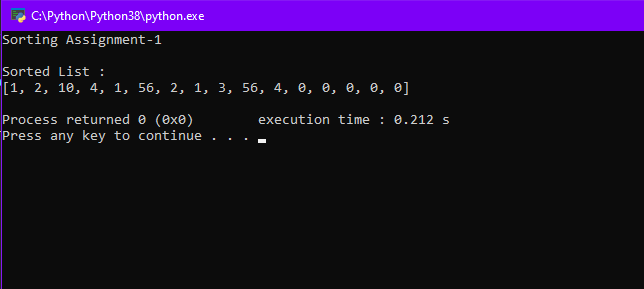 C:\Python\Python38\python.exe
Sorting Assignment-1
Sorted List :
[1, 2, 10, 4, 1, 56, 2, 1, 3, 56, 4, 0, 0, 0, 0, 0]
Process returned 0 (0x0)        execution time : 0.212 s
Press any key to continue . . .